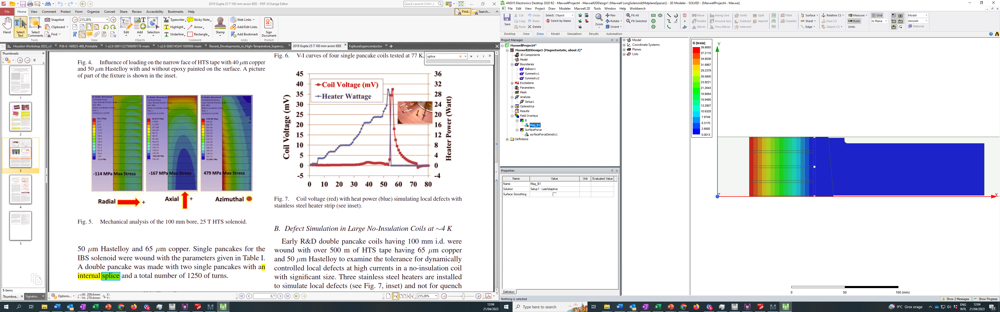 2019 Gupta 25 T 100 mm axion IEEE - PDF-XChange Editor
Quick Launch (Ctrl+.)
File Home View Comment Protect Form Organize Convert Share Review Accessibility Bookmarks Help
Find... Search...
Hand
Select Text
Select Comments
Snapshot
Clipboard
Find
Tools
215.28%
View
Edit
Add
Selection
Objects
Typewriter
Highlight
Underline
Sticky Note
Arrow
Rectangle
Stamp
Comment
Web Links
Add/Edit Links
Add Bookmark
Links
Sign Document
Protect
Houston Workshop 2023_v3
P36-E-160825-488_Printable
1-s2.0-S0011227506000178-main
1-s2.0-S0921453411000906-main
Recent_Developments_in_High-Temperature_Superco..
2019 Gupta 25 T 100 mm axion IEEE
FujikuraSuperconductor
Thumbnails
1
2
3
4
5
5 items
Thumbna..
Signatur..
Fig. 4. Influence of loading on the narrow face of HTS tape with 40 μm copper
and 50 μm Hastelloy with and without epoxy painted on the surface. A picture
of part of the fixture is shown in the inset.
-114 MPa Max Stress
-167 MPa Max Stress
479 MPa Max Stress
Radial +
Axial +
Azimuthal
Fig. 5. Mechanical analysis of the 100 mm bore, 25 T HTS solenoid.
50 μm Hastelloy and 65 μm copper. Single pancakes for the
IBS solenoid were wound with the parameters given in Table I.
A double pancake was made with two single pancakes with an
internal splice and a total number of 1250 of turns.
Fig. 6. V-I curves of four single pancake coils tested at 77 K.
splice
Coil Voltage (mV)
45
40
35
30
25
20
15
10
5
0
-5
Coil Voltage (mV)
Heater Wattage
36
32
28
24
20
16
12
8
4
0
-4
Heater Power (Watt)
0 10 20 30 40 50 60 70 80
Fig. 7. Coil voltage (red) with heat power (blue) simulating local defects with
stainless steel heater strip (see inset).
B. Defect Simulation in Large No-Insulation Coils at ~4 K
Early R&D double pancake coils having 100 mm i.d. were
wound with over 500 m of HTS tape having 65 μm copper
and 50 μm Hastelloy to examine the tolerance for dynamically
controlled local defects at high currents in a no-insulation coil
with significant size. Three stainless steel heaters are installed
to simulate local defects (see Fig. 7, inset) and not for quench
Options...
W: 209.6mm
H: 279.4mm
X:
Y:
3/5
215.28%
12:04
21/04/2023
ANSYS Electronics Desktop 2020 R2 - MaxwellProject4 - Maxwell2DDesign1 (Maxwell LongSolenoid(MidplaneSpacer)) - 3D Modeler - SOLVED - [MaxwellProject4 - Maxwe]
File Edit View Project Draw Modeler Maxwell 2D Tools Window Help Workbench
Save
Cut
Copy
Paste
Undo
Redo
Delete
Select: Object
Select by Name
Zoom
Pan
Rotate
Orient
Fit All
Fit Selected
Move
Rotate
Mirror
Along Line
Around Axis
Thru Mirror
Unite
Subtract
Intersect
Split
Imprint
Fillet
Chamfer
Surface
Sheet
Edge
Relative CS
Face CS
Object CS
Measure
Ruler
Units
Grid
In Plane
Model
vacuum
Material
Desktop View Draw Model Simulation Results Automation
Project Manager
MaxwellProject4*
Maxwell2DDesign1 (Magnetostatic, about Z)*
3D Components
Model
Boundaries
Balloon1
Symmetry1
Symmetry2
Excitations
Parameters
Mesh
Analysis
Setup1
Optimetrics
Results
Field Overlays
B
Mag_B1
SurfaceForce
surfaceForceDensity1
Definitions
Model
Coordinate Systems
Planes
Lists
Properties
Name Value Unit Evaluated Value
Name Mag_B1
Solution Setup1 : LastAdaptive
Surface Smoothing
Definition
Nothing is selected
B [tesla]
39.8693
37.2115
34.5536
31.8957
29.2379
26.5800
23.9221
21.2643
18.6064
15.9485
13.2907
10.6328
7.9749
5.3170
2.6592
0.0013
Y
Z
X
0 50 100 (mm)
Show 2 Messages
Show Progress
Type here to search
9°C Gros orage
ENG
INTL
12:04
21/04/2023
33